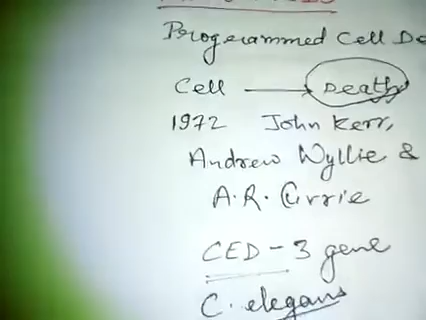 Programmed Cell De
Cell → Death
1972 John Kerr,
Andrew Wyllie &
A.R. Currie
CED-3 gene
C. elegans